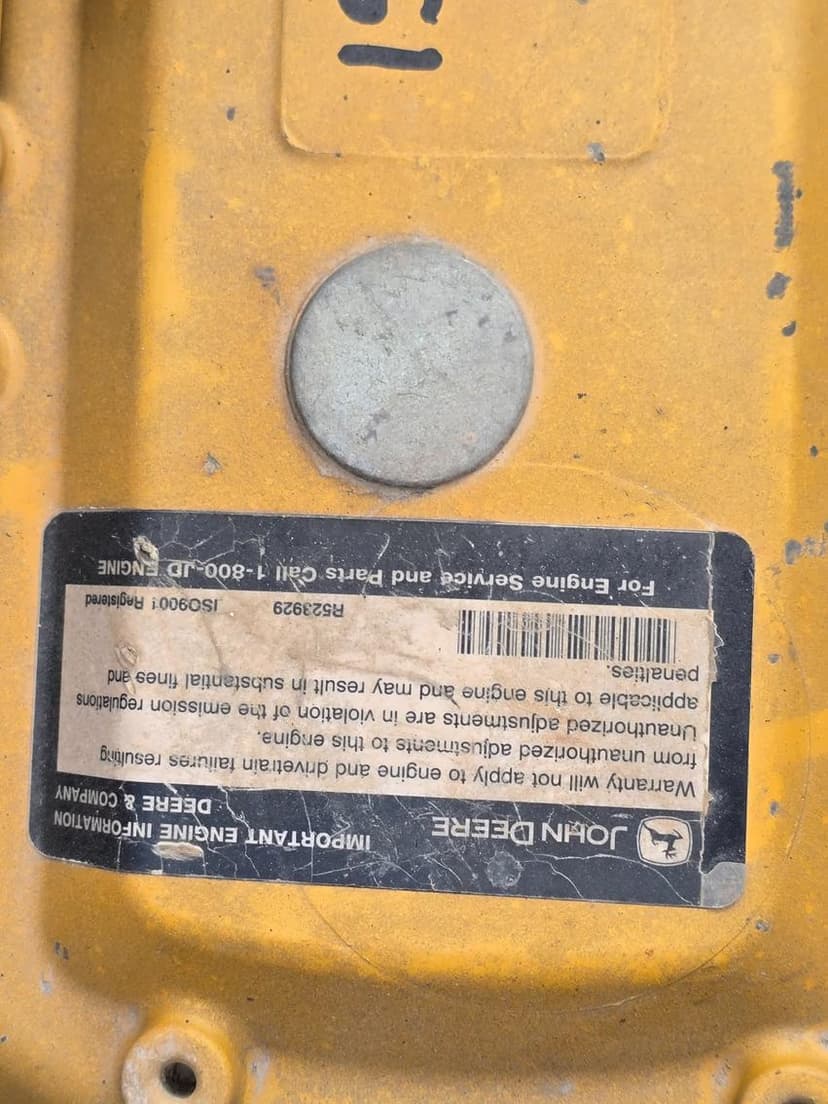 JOHN DEERE
IMPORTANT ENGINE INFORMATION
DEERE & COMPANY
Warranty will not apply to engine and drivetrain failures resulting
from unauthorized adjustments to this engine.
Unauthorized adjustments are in violation of the emission regulations
applicable to this engine and may result in substantial fines and
penalties.
R523929
ISO9001 Registered
For Engine Service and Parts Call 1-800-JD ENGINE